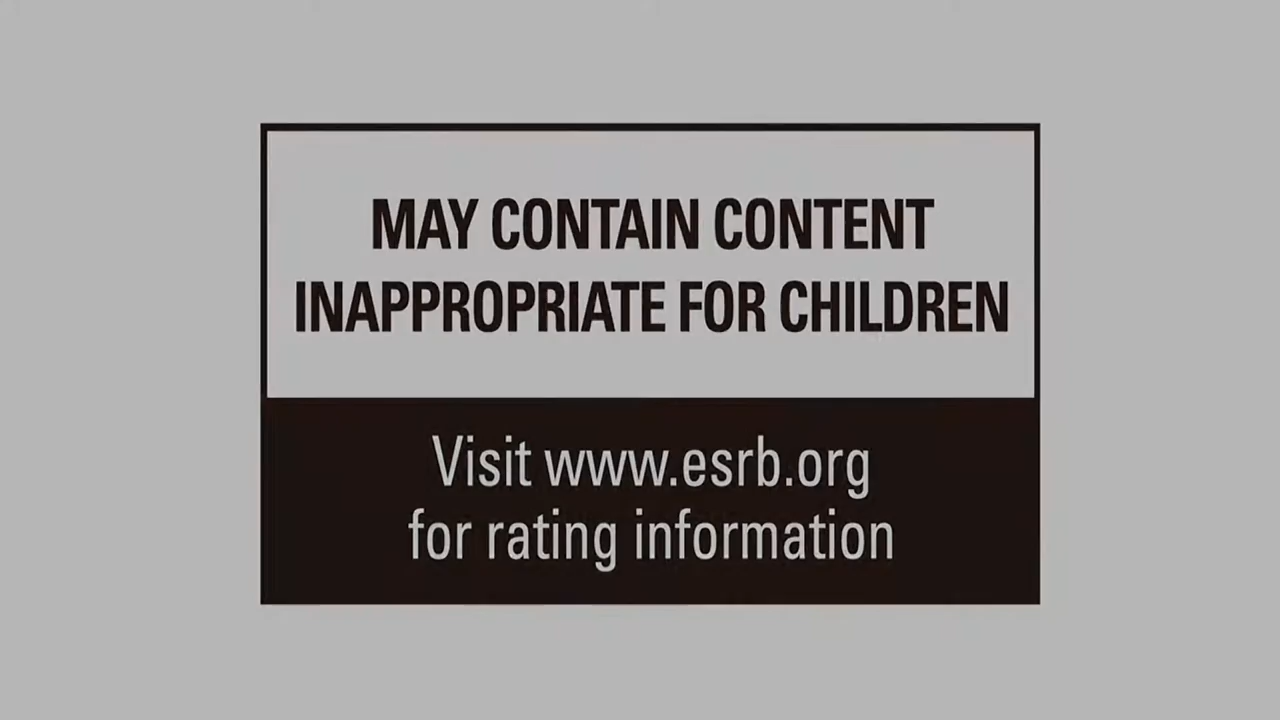 MAY CONTAIN CONTENT
INAPPROPRIATE FOR CHILDREN
Visit www.esrb.org
for rating information